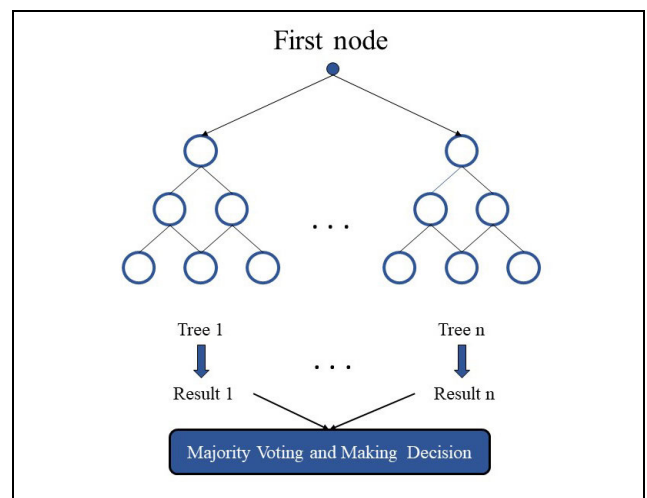 First node
. . .
Tree 1
Tree n
. . .
Result 1
Result n
Majority Voting and Making Decision